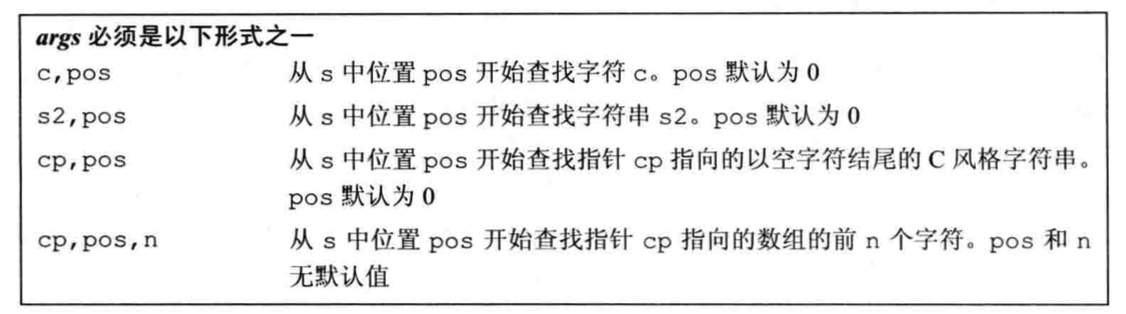 args 必须是以下形式之一
c,pos 从 s 中位置 pos 开始查找字符 c。pos 默认为 0
s2,pos 从 s 中位置 pos 开始查找字符串 s2。pos 默认为 0
cp,pos 从 s 中位置 pos 开始查找指针 cp 指向的以空字符结尾的 C 风格字符串。
pos 默认为 0
cp,pos,n 从 s 中位置 pos 开始查找指针 cp 指向的数组的前 n 个字符。pos 和 n
无默认值